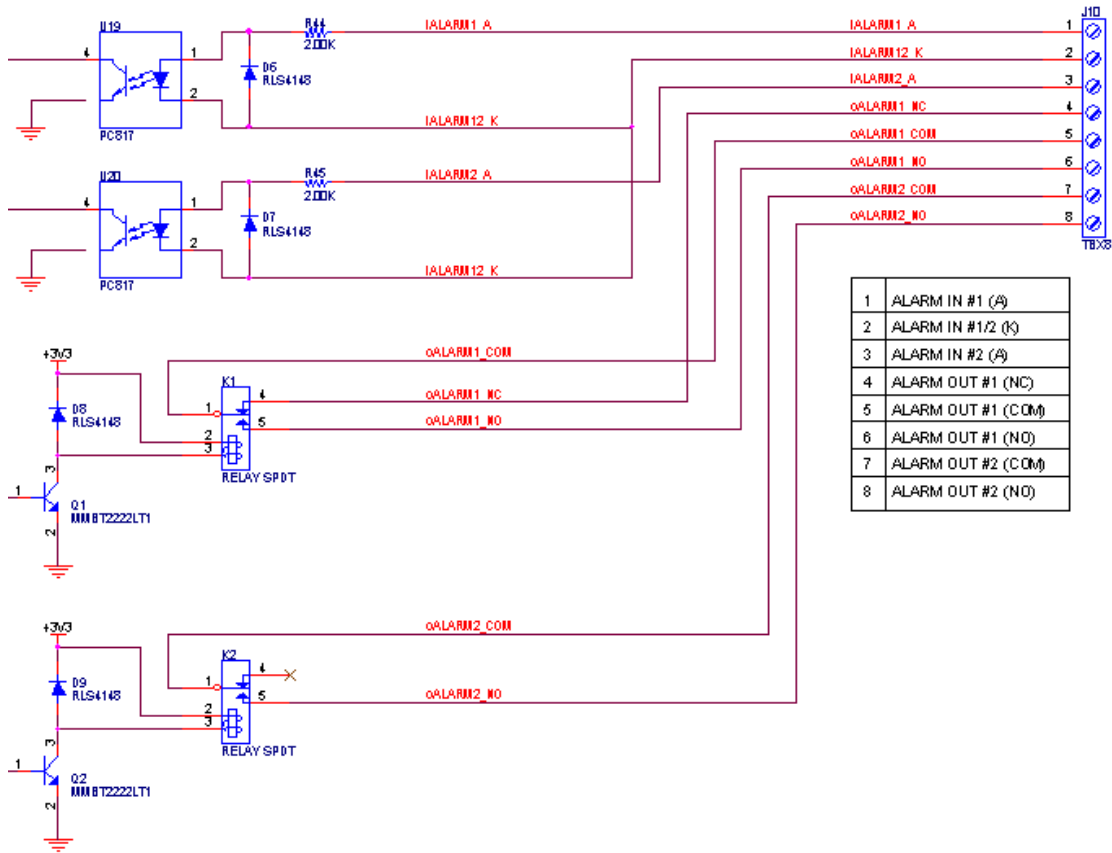 J10
U19
R44
IALARM1_A
IALARM1_A
1
4
1
2.00K
IALARM12_K
2
D6
RLS4148
IALARM2_A
3
2
oALARM1_NC
4
IALARM12_K
PC817
oALARM1_COM
5
U20
R45
IALARM2_A
oALARM1_NO
6
4
1
2.00K
oALARM2_COM
7
D7
RLS4148
oALARM2_NO
8
2
TBX8
IALARM12_K
PC817
1 ALARM IN #1 (A)
2 ALARM IN #1/2 (K)
3 ALARM IN #2 (A)
4 ALARM OUT #1 (NC)
5 ALARM OUT #1 (COM)
6 ALARM OUT #1 (NO)
7 ALARM OUT #2 (COM)
8 ALARM OUT #2 (NO)
+3V3
oALARM1_COM
K1
D8
RLS4148
4
oALARM1_NC
1
5
oALARM1_NO
2
3
3
RELAY SPDT
1
Q1
MMBT2222LT1
2
+3V3
oALARM2_COM
K2
D9
RLS4148
4
1
5
oALARM2_NO
2
3
3
RELAY SPDT
1
Q2
MMBT2222LT1
2